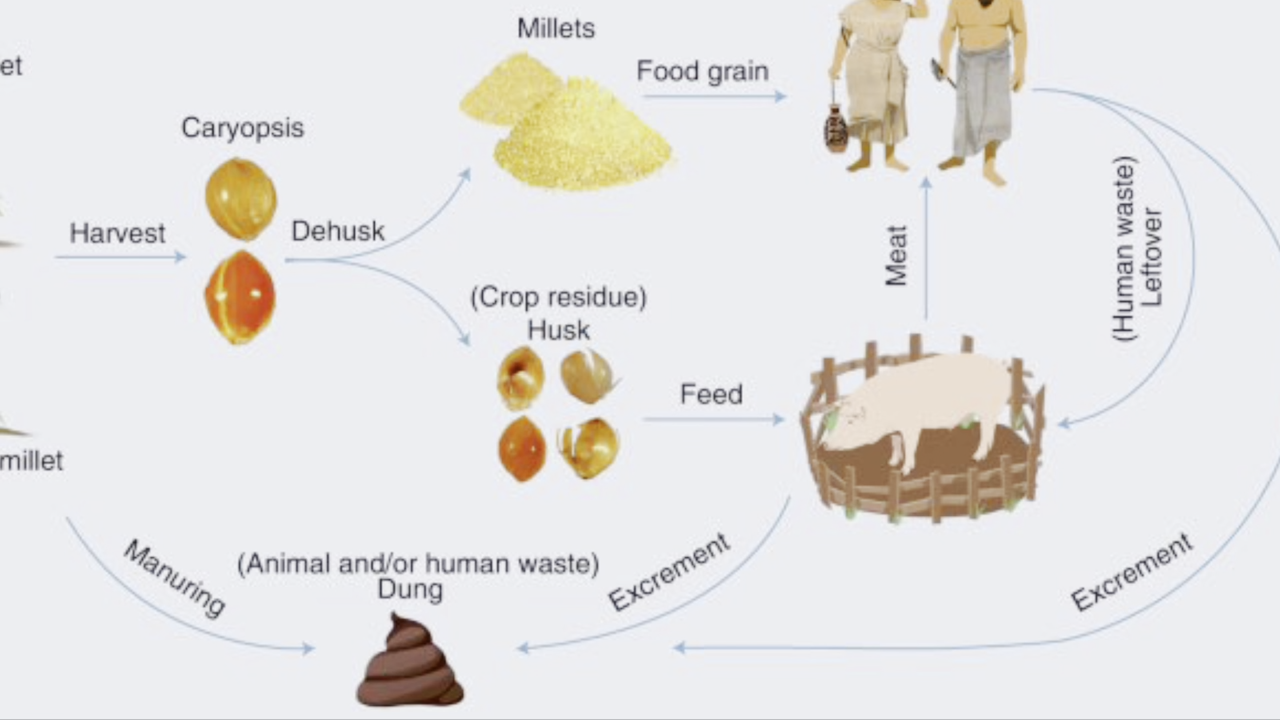 et
Millets
Food grain
Caryopsis
Harvest
Dehusk
(Crop residue)
Husk
Feed
Meat
(Human waste)
Leftover
millet
Manuring
(Animal and/or human waste)
Dung
Excrement
Excrement